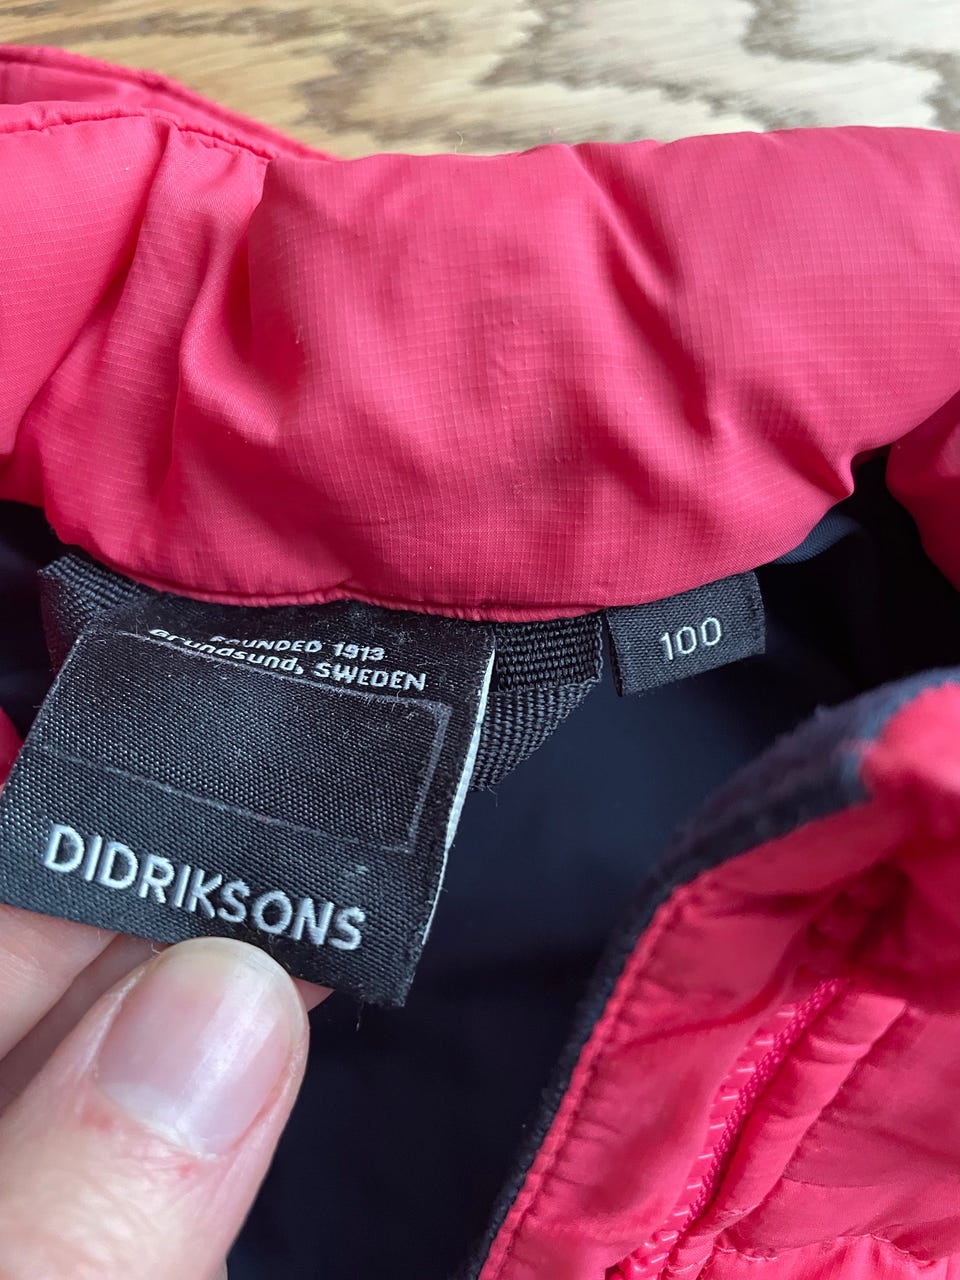 FOUNDED 1913
Grundsund, SWEDEN
DIDRIKSONS
100